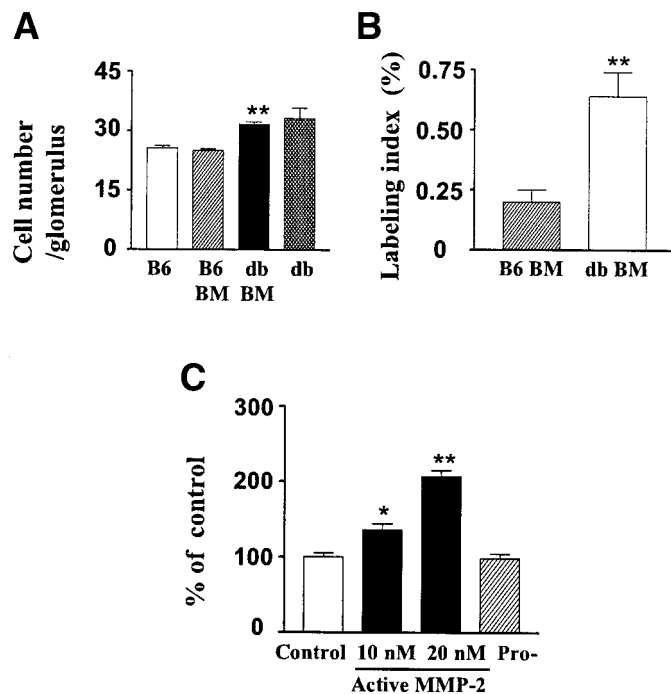 A
Cell number
/glomerulus
45
30
15
0
B6
B6
BM
**
db
BM
db
B
Labeling index (%)
0.75
0.50
0.25
0
B6 BM
**
db BM
C
% of control
300
200
100
0
*
**
Control 10 nM 20 nM Pro-
Active MMP-2